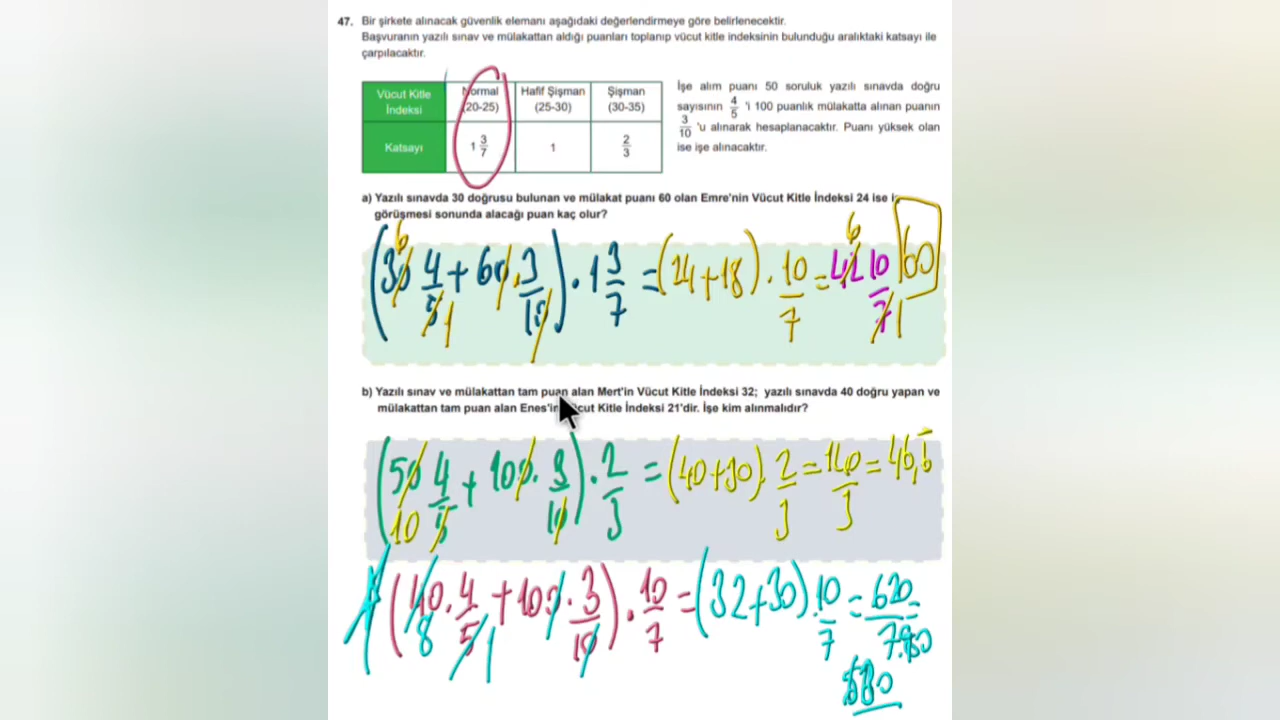 47. Bir şirkete alınacak güvenlik elemanı aşağıdaki değerlendirmeye göre belirlenecektir.
Başvuranın yazılı sınav ve mülakattan aldığı puanları toplanıp vücut kitle indeksinin bulunduğu aralıktaki katsayı ile
çarpılacaktır.
Vücut Kitle İndeksi Normal (20-25) Hafif Şişman (25-30) Şişman (30-35)
Katsayı 1 3/7 1 2/3
İşe alım puanı 50 soruluk yazılı sınavda doğru
sayısının 4/5 'i 100 puanlık mülakatta alınan puanın
3/10 'u alınarak hesaplanacaktır. Puanı yüksek olan
ise işe alınacaktır.
a) Yazılı sınavda 30 doğrusu bulunan ve mülakat puanı 60 olan Emre'nin Vücut Kitle İndeksi 24 ise i
görüşmesi sonunda alacağı puan kaç olur?
(30 4/5 + 60 . 3/10) . 1 3/7 = (24+18) . 10/7 = 42 10/7 60
6 1 6 1
b) Yazılı sınav ve mülakattan tam puan alan Mert'in Vücut Kitle İndeksi 32; yazılı sınavda 40 doğru yapan ve
mülakattan tam puan alan Enes'in Vücut Kitle İndeksi 21'dir. İşe kim alınmalıdır?
(50 4/5 + 100 . 3/10) . 2/3 = (40+30) . 2/3 = 140/3 = 46,6
10
(40 . 4/5 + 100 . 3/10) . 10/7 = (32+30) . 10/7 = 620/7 =
8 1